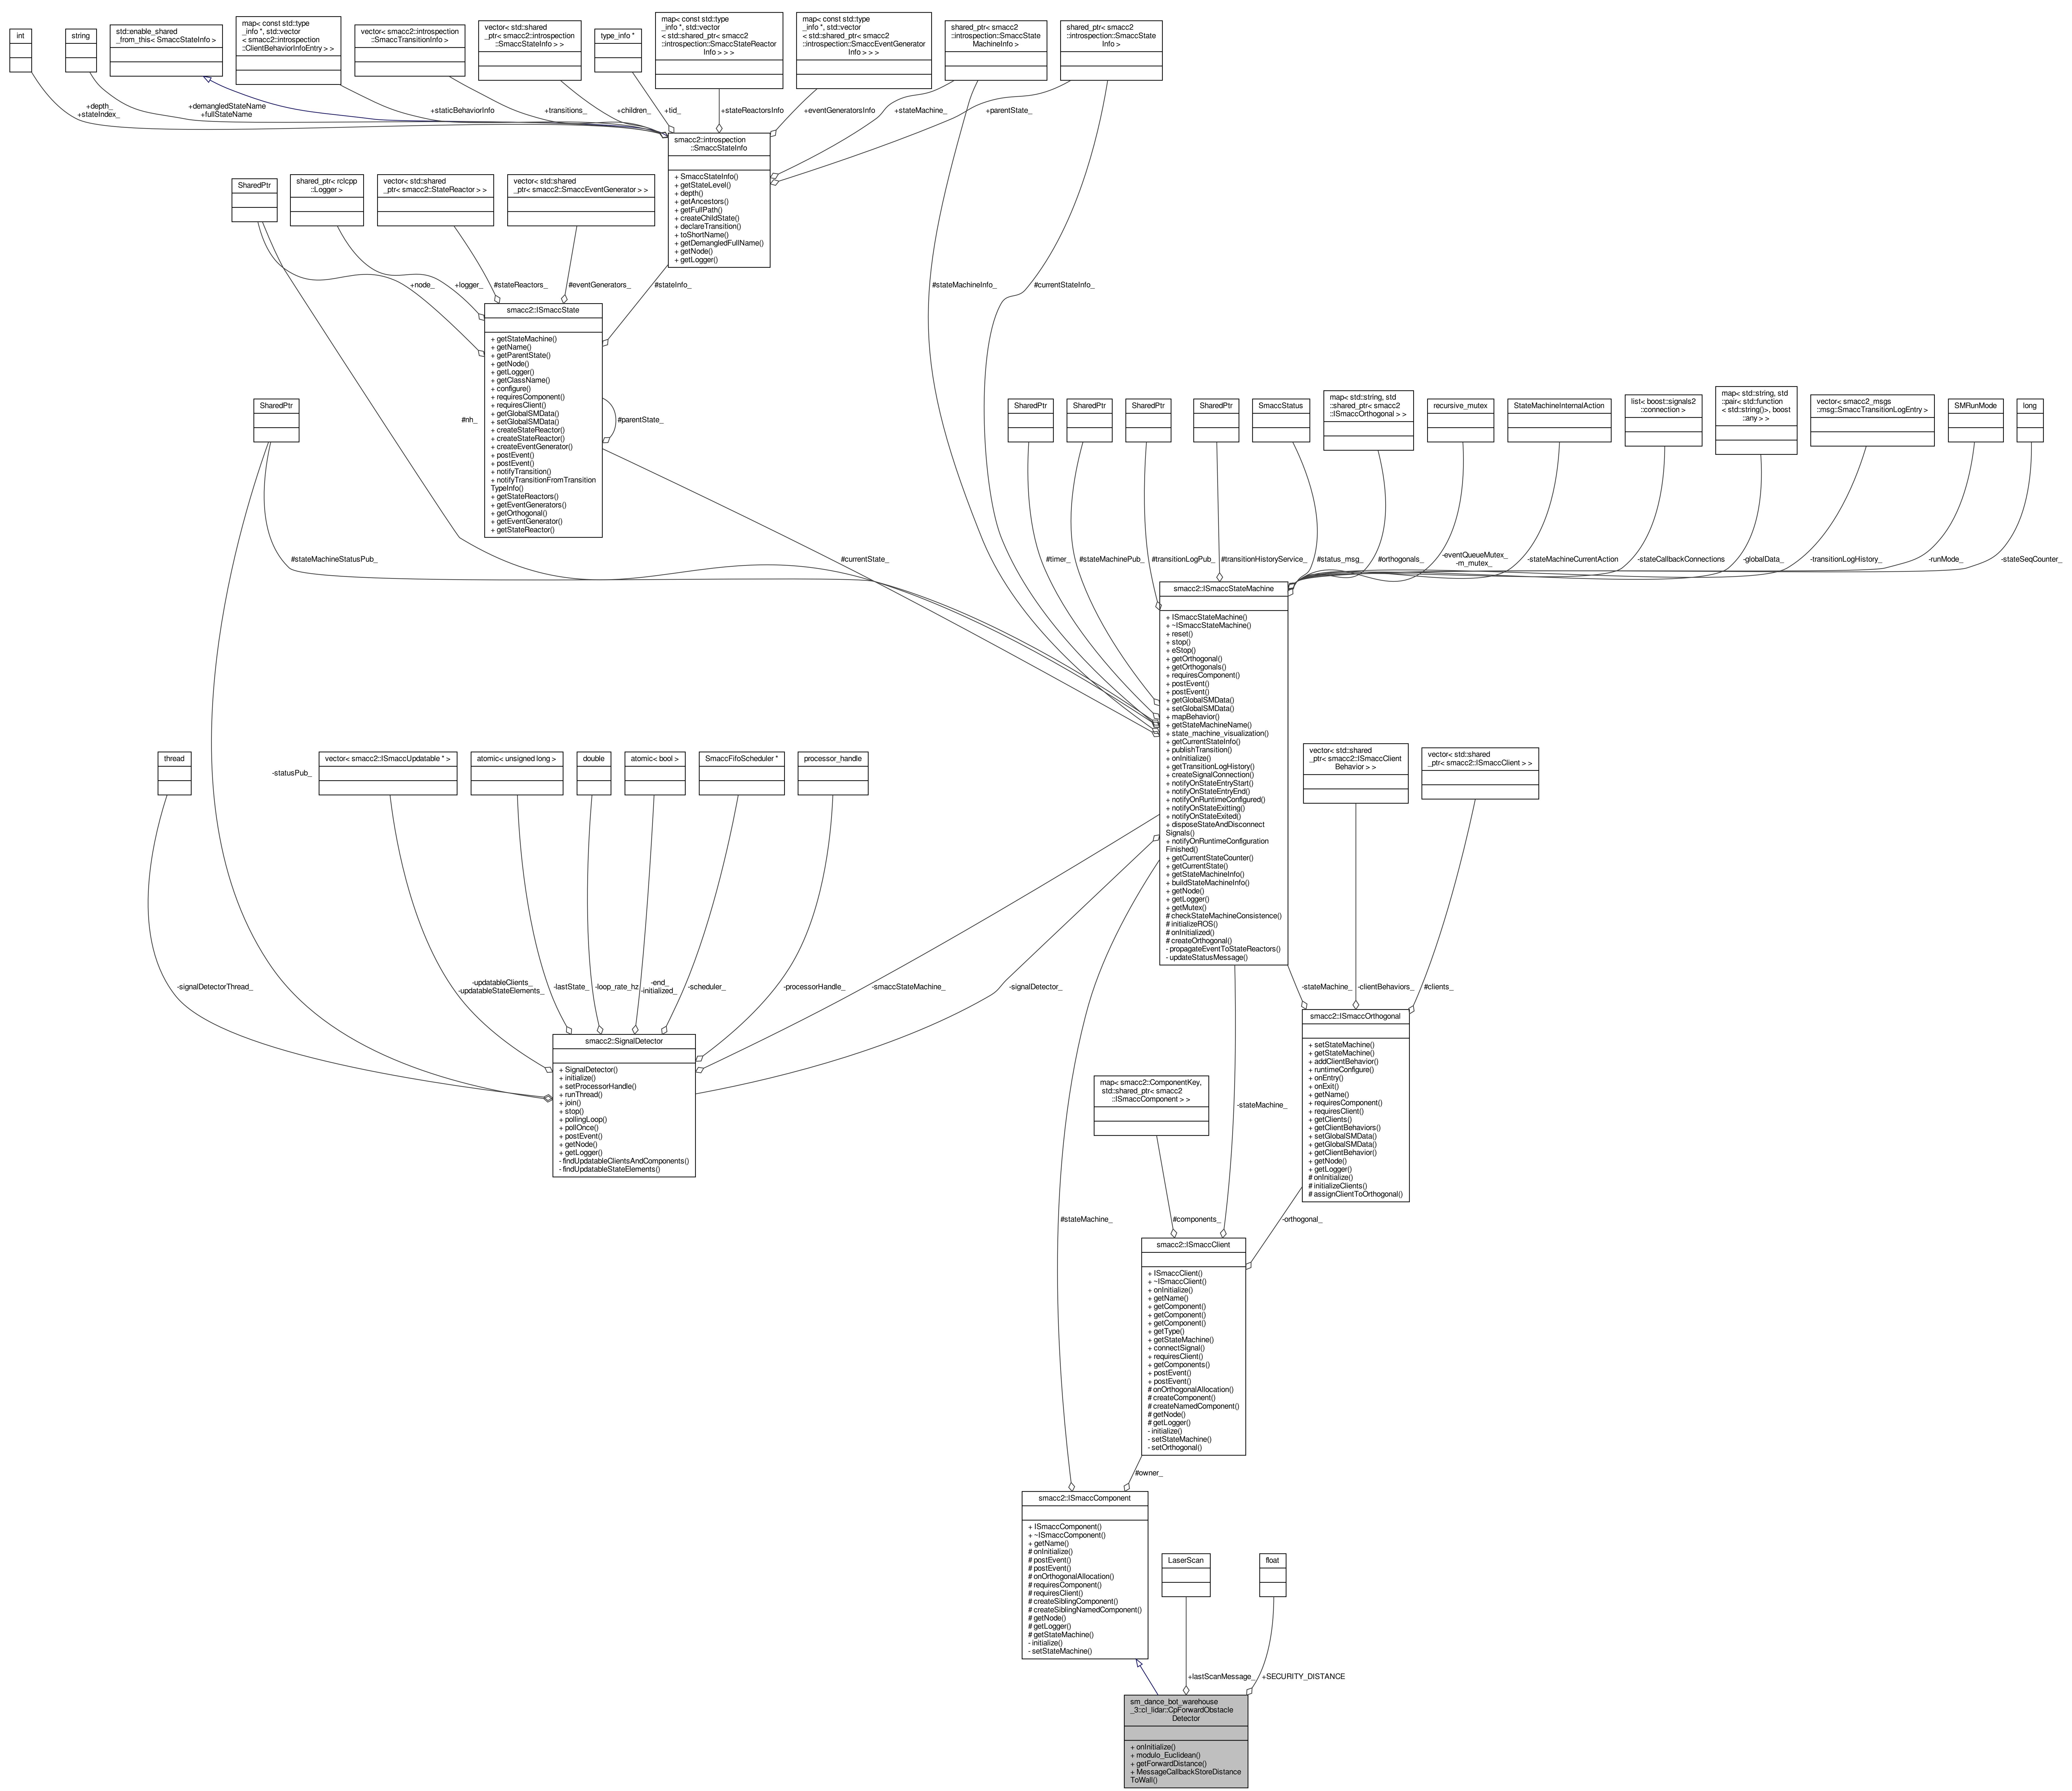 int
string
std::enable_shared
_from_this< SmaccStateInfo >
map< const std::type
_info *, std::vector
< smacc2::introspection
::ClientBehaviorInfoEntry > >
vector< smacc2::introspection
::SmaccTransitionInfo >
vector< std::shared
_ptr< smacc2::introspection
::SmaccStateInfo > >
type_info *
map< const std::type
_info *, std::vector
< std::shared_ptr< smacc2
::introspection::SmaccStateReactor
Info > > >
map< const std::type
_info *, std::vector
< std::shared_ptr< smacc2
::introspection::SmaccEventGenerator
Info > > >
shared_ptr< smacc2
::introspection::SmaccState
MachineInfo >
shared_ptr< smacc2
::introspection::SmaccState
Info >
+depth_
+stateIndex_
+demangledStateName
+fullStateName
+staticBehaviorInfo
+transitions_
+children_
+tid_
+stateReactorsInfo
+eventGeneratorsInfo
+stateMachine_
+parentState_
smacc2::introspection
::SmaccStateInfo
+ SmaccStateInfo()
+ getStateLevel()
+ depth()
+ getAncestors()
+ getFullPath()
+ createChildState()
+ declareTransition()
+ toShortName()
+ getDemangledFullName()
+ getNode()
+ getLogger()
SharedPtr
shared_ptr< rclcpp
::Logger >
vector< std::shared
_ptr< smacc2::StateReactor > >
vector< std::shared
_ptr< smacc2::SmaccEventGenerator > >
+node_
+logger_
#stateReactors_
#eventGenerators_
#stateInfo_
#stateMachineInfo_
#currentStateInfo_
smacc2::ISmaccState
+ getStateMachine()
+ getName()
+ getParentState()
+ getNode()
+ getLogger()
+ getClassName()
+ configure()
+ requiresComponent()
+ requiresClient()
+ getGlobalSMData()
+ setGlobalSMData()
+ createStateReactor()
+ createStateReactor()
+ createEventGenerator()
+ postEvent()
+ postEvent()
+ notifyTransition()
+ notifyTransitionFromTransition
TypeInfo()
+ getStateReactors()
+ getEventGenerators()
+ getOrthogonal()
+ getEventGenerator()
+ getStateReactor()
#parentState_
#nh_
SharedPtr
SharedPtr
SharedPtr
SharedPtr
SharedPtr
SmaccStatus
map< std::string, std
::shared_ptr< smacc2
::ISmaccOrthogonal > >
recursive_mutex
StateMachineInternalAction
list< boost::signals2
::connection >
map< std::string, std
::pair< std::function
< std::string()>, boost
::any > >
vector< smacc2_msgs
::msg::SmaccTransitionLogEntry >
SMRunMode
long
#stateMachineStatusPub_
#currentState_
#timer_
#stateMachinePub_
#transitionLogPub_
#transitionHistoryService_
#status_msg_
#orthogonals_
-eventQueueMutex_
-m_mutex_
-stateMachineCurrentAction
-stateCallbackConnections
-globalData_
-transitionLogHistory_
-runMode_
-stateSeqCounter_
smacc2::ISmaccStateMachine
+ ISmaccStateMachine()
+ ~ISmaccStateMachine()
+ reset()
+ stop()
+ eStop()
+ getOrthogonal()
+ getOrthogonals()
+ requiresComponent()
+ postEvent()
+ postEvent()
+ getGlobalSMData()
+ setGlobalSMData()
+ mapBehavior()
+ getStateMachineName()
+ state_machine_visualization()
+ getCurrentStateInfo()
+ publishTransition()
+ onInitialize()
+ getTransitionLogHistory()
+ createSignalConnection()
+ notifyOnStateEntryStart()
+ notifyOnStateEntryEnd()
+ notifyOnRuntimeConfigured()
+ notifyOnStateExitting()
+ notifyOnStateExited()
+ disposeStateAndDisconnect
Signals()
+ notifyOnRuntimeConfiguration
Finished()
+ getCurrentStateCounter()
+ getCurrentState()
+ getStateMachineInfo()
+ buildStateMachineInfo()
+ getNode()
+ getLogger()
+ getMutex()
# checkStateMachineConsistence()
# initializeROS()
# onInitialized()
# createOrthogonal()
- propagateEventToStateReactors()
- updateStatusMessage()
thread
-statusPub_
vector< smacc2::ISmaccUpdatable * >
atomic< unsigned long >
double
atomic< bool >
SmaccFifoScheduler *
processor_handle
vector< std::shared
_ptr< smacc2::ISmaccClient
Behavior > >
vector< std::shared
_ptr< smacc2::ISmaccClient > >
-signalDetectorThread_
-updatableClients_
-updatableStateElements_
-lastState_
-loop_rate_hz
-end_
-initialized_
-scheduler_
-processorHandle_
-smaccStateMachine_
-signalDetector_
-stateMachine_
-clientBehaviors_
#clients_
smacc2::SignalDetector
+ SignalDetector()
+ initialize()
+ setProcessorHandle()
+ runThread()
+ join()
+ stop()
+ pollingLoop()
+ pollOnce()
+ postEvent()
+ getNode()
+ getLogger()
- findUpdatableClientsAndComponents()
- findUpdatableStateElements()
smacc2::ISmaccOrthogonal
+ setStateMachine()
+ getStateMachine()
+ addClientBehavior()
+ runtimeConfigure()
+ onEntry()
+ onExit()
+ getName()
+ requiresComponent()
+ requiresClient()
+ getClients()
+ getClientBehaviors()
+ setGlobalSMData()
+ getGlobalSMData()
+ getClientBehavior()
+ getNode()
+ getLogger()
# onInitialize()
# initializeClients()
# assignClientToOrthogonal()
map< smacc2::ComponentKey,
std::shared_ptr< smacc2
::ISmaccComponent > >
-stateMachine_
#stateMachine_
#components_
-orthogonal_
smacc2::ISmaccClient
+ ISmaccClient()
+ ~ISmaccClient()
+ onInitialize()
+ getName()
+ getComponent()
+ getComponent()
+ getComponent()
+ getType()
+ getStateMachine()
+ connectSignal()
+ requiresClient()
+ getComponents()
+ postEvent()
+ postEvent()
# onOrthogonalAllocation()
# createComponent()
# createNamedComponent()
# getNode()
# getLogger()
- initialize()
- setStateMachine()
- setOrthogonal()
#owner_
smacc2::ISmaccComponent
+ ISmaccComponent()
+ ~ISmaccComponent()
+ getName()
# onInitialize()
# postEvent()
# postEvent()
# onOrthogonalAllocation()
# requiresComponent()
# requiresClient()
# createSiblingComponent()
# createSiblingNamedComponent()
# getNode()
# getLogger()
# getStateMachine()
- initialize()
- setStateMachine()
LaserScan
float
+lastScanMessage_
+SECURITY_DISTANCE
sm_dance_bot_warehouse
_3::cl_lidar::CpForwardObstacle
Detector
+ onInitialize()
+ modulo_Euclidean()
+ getForwardDistance()
+ MessageCallbackStoreDistance
ToWall()